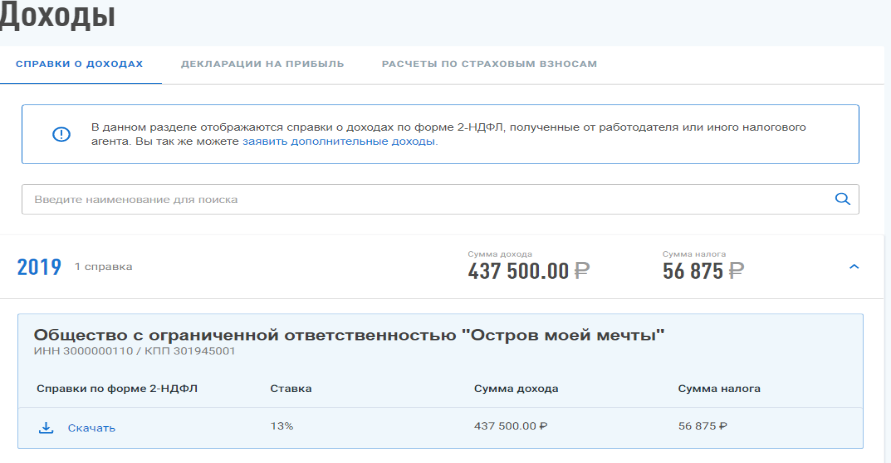 Доходы
СПРАВКИ О ДОХОДАХ ДЕКЛАРАЦИИ НА ПРИБЫЛЬ РАСЧЕТЫ ПО СТРАХОВЫМ ВЗНОСАМ
В данном разделе отображаются справки о доходах по форме 2-НДФЛ, полученные от работодателя или иного налогового
агента. Вы так же можете заявить дополнительные доходы.
Введите наименование для поиска
Сумма дохода Сумма налога
2019 1 справка 437 500.00 ₽ 56 875 ₽
Общество с ограниченной ответственностью "Остров моей мечты"
ИНН 3000000110 / КПП 301945001
Справки по форме 2-НДФЛ Ставка Сумма дохода Сумма налога
Скачать 13% 437 500.00 ₽ 56 875 ₽